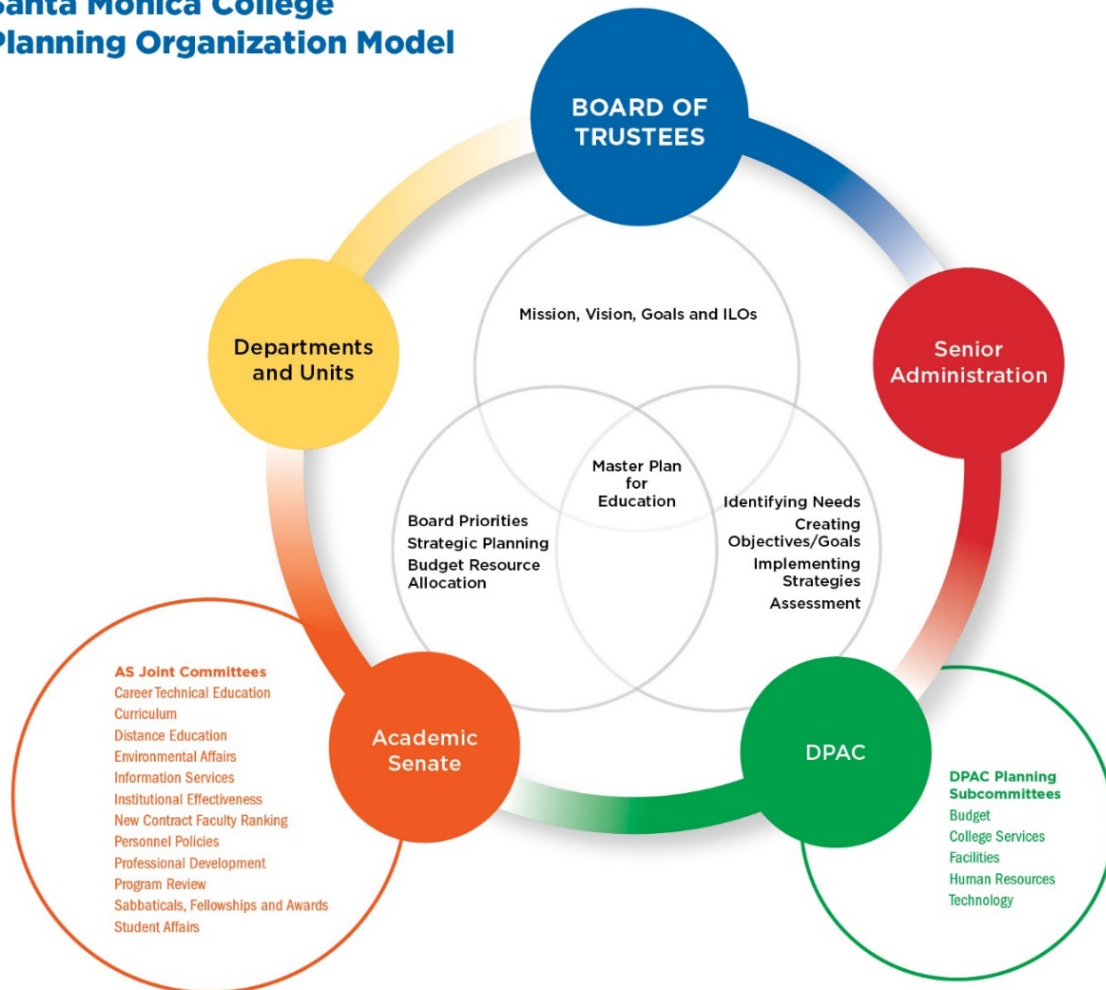 Santa Monica College
Planning Organization Model
BOARD OF
TRUSTEES
Mission, Vision, Goals and ILOs
Departments
and Units
Senior
Administration
Master Plan
for
Education
Board Priorities
Strategic Planning
Budget Resource
Allocation
Identifying Needs
Creating
Objectives/Goals
Implementing
Strategies
Assessment
Academic
Senate
DPAC
AS Joint Committees
Career Technical Education
Curriculum
Distance Education
Environmental Affairs
Information Services
Institutional Effectiveness
New Contract Faculty Ranking
Personnel Policies
Professional Development
Program Review
Sabbaticals, Fellowships and Awards
Student Affairs
DPAC Planning
Subcommittees
Budget
College Services
Facilities
Human Resources
Technology